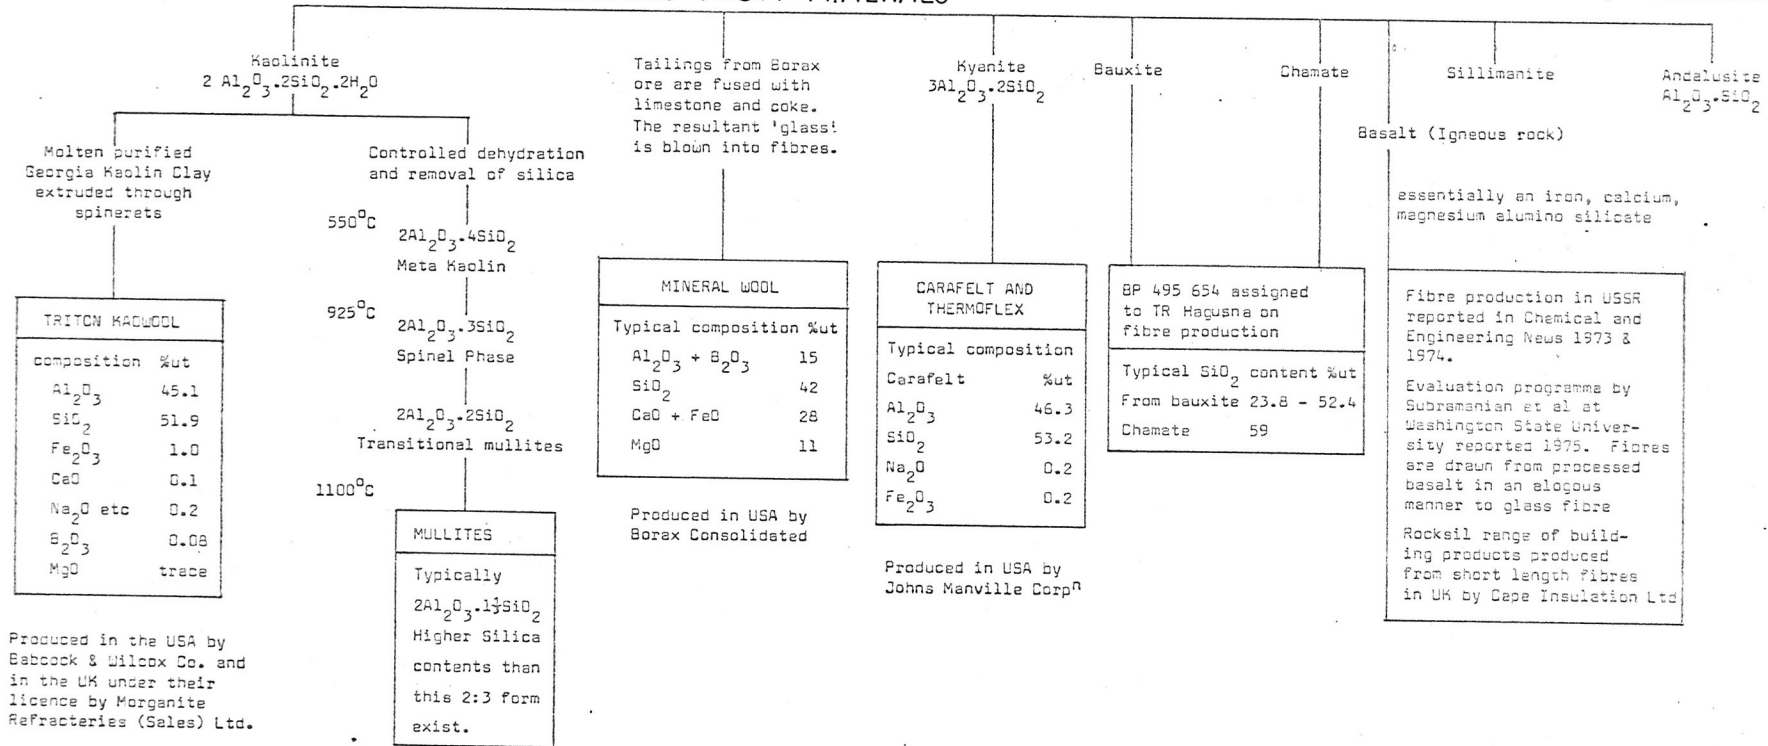 MINERALS
Kaolinite
2 Al₂O₃.2SiO₂.2H₂O
Molten purified
Georgia Kaolin Clay
extruded through
spinerets
TRITON KAOWOOL
composition %wt
Al₂O₃ 45.1
SiO₂ 51.9
Fe₂O₃ 1.0
CaO 0.1
Na₂O etc 0.2
B₂O₃ 0.08
MgO trace
Produced in the USA by
Babcock & Wilcox Co. and
in the UK under their
licence by Morganite
Refracteries (Sales) Ltd.
Controlled dehydration
and removal of silica
550°C
2Al₂O₃.4SiO₂
Meta Kaolin
925°C
2Al₂O₃.3SiO₂
Spinel Phase
2Al₂O₃.2SiO₂
Transitional mullites
1100°C
MULLITES
Typically
2Al₂O₃.1⅓SiO₂
Higher Silica
contents than
this 2:3 form
exist.
Tailings from Borax
ore are fused with
limestone and coke.
The resultant 'glass'
is blown into fibres.
MINERAL WOOL
Typical composition %wt
Al₂O₃ + B₂O₃ 15
SiO₂ 42
CaO + FeO 28
MgO 11
Produced in USA by
Borax Consolidated
Kyanite
3Al₂O₃.2SiO₂
CARAFELT AND
THERMOFLEX
Typical composition
Carafelt %wt
Al₂O₃ 46.3
SiO₂ 53.2
Na₂O 0.2
Fe₂O₃ 0.2
Produced in USA by
Johns Manville Corpⁿ
Bauxite
Chamate
BP 495 654 assigned
to TR Hagusna on
fibre production
Typical SiO₂ content %wt
From bauxite 23.8 - 52.4
Chamate 59
Basalt (Igneous rock)
essentially an iron, calcium,
magnesium alumino silicate
Fibre production in USSR
reported in Chemical and
Engineering News 1973 &
1974.
Evaluation programme by
Subramanian et al at
Washington State Univer-
sity reported 1975. Fibres
are drawn from processed
basalt in an alogous
manner to glass fibre
Rocksil range of build-
ing products produced
from short length fibres
in UK by Cape Insulation Ltd
Sillimanite
Andalusite
Al₂O₃.SiO₂